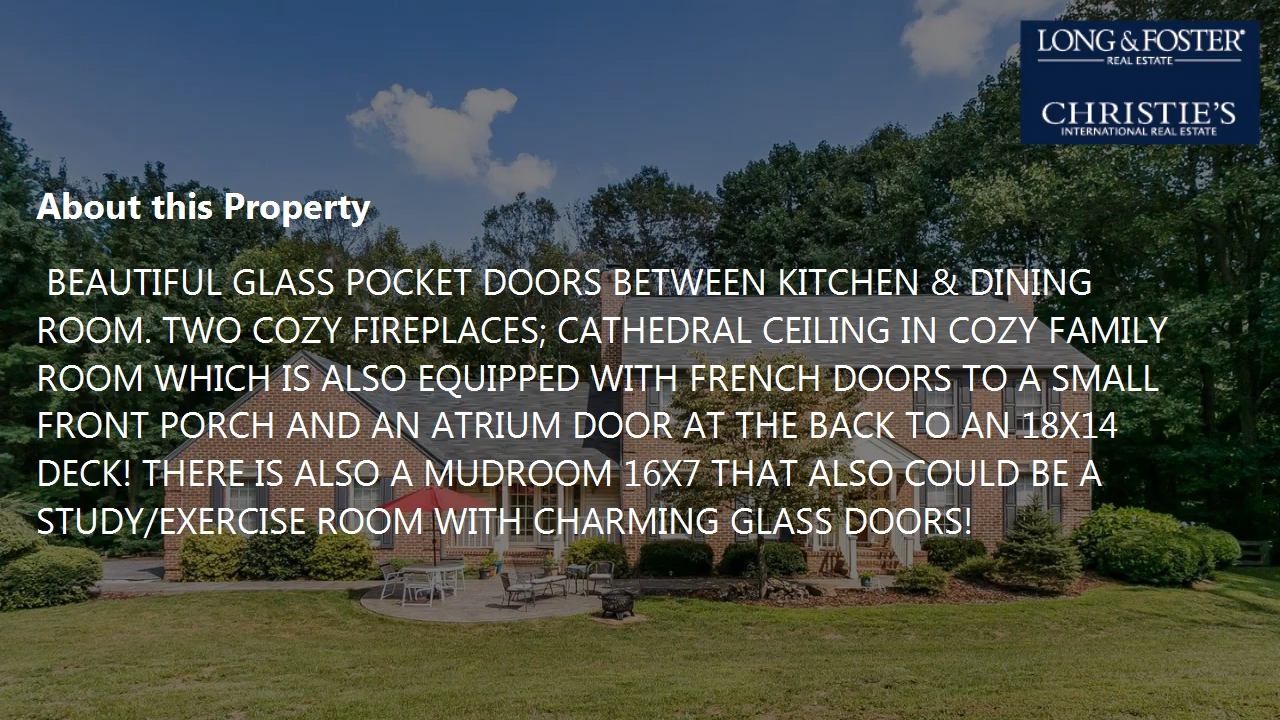 LONG & FOSTER®
REAL ESTATE
CHRISTIE'S
INTERNATIONAL REAL ESTATE
About this Property
BEAUTIFUL GLASS POCKET DOORS BETWEEN KITCHEN & DINING
ROOM. TWO COZY FIREPLACES; CATHEDRAL CEILING IN COZY FAMILY
ROOM WHICH IS ALSO EQUIPPED WITH FRENCH DOORS TO A SMALL
FRONT PORCH AND AN ATRIUM DOOR AT THE BACK TO AN 18X14
DECK! THERE IS ALSO A MUDROOM 16X7 THAT ALSO COULD BE A
STUDY/EXERCISE ROOM WITH CHARMING GLASS DOORS!